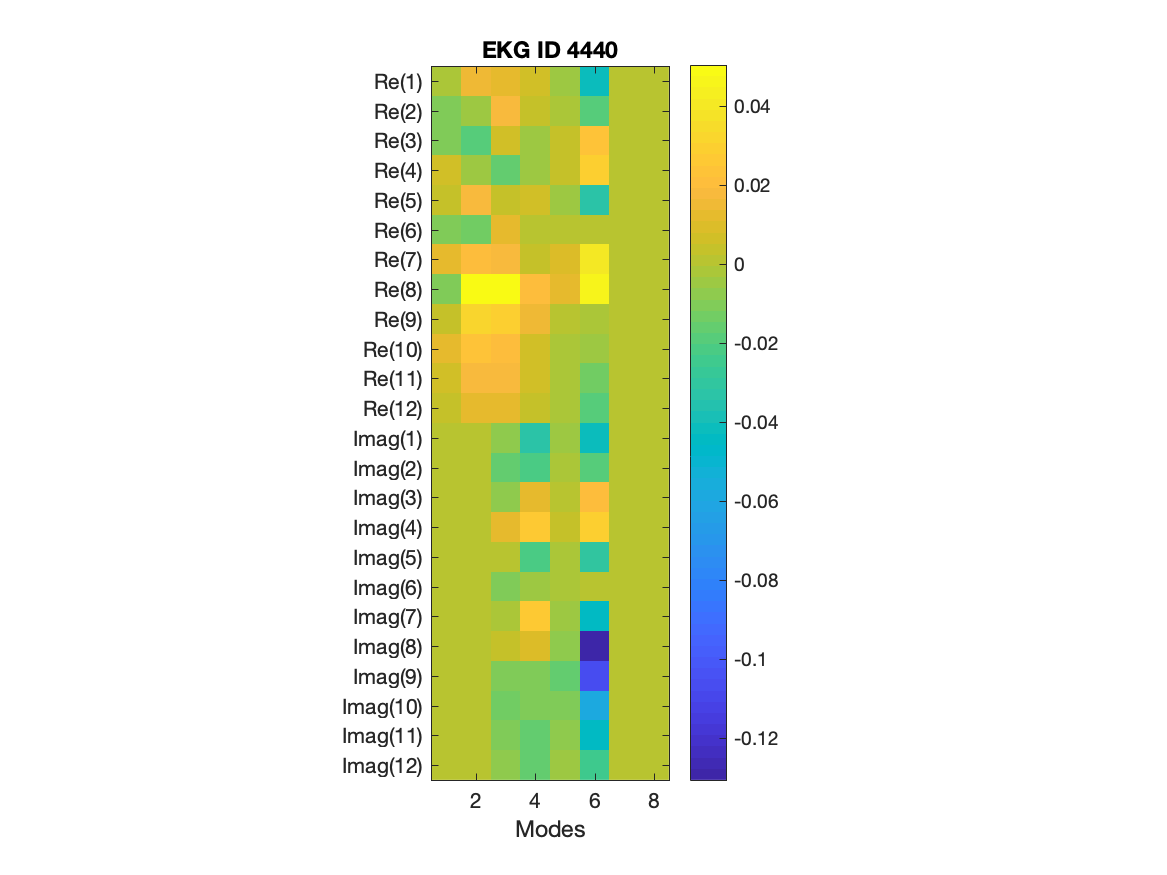 EKG ID 4440
Re(1)
Re(2)
Re(3)
Re(4)
Re(5)
Re(6)
Re(7)
Re(8)
Re(9)
Re(10)
Re(11)
Re(12)
Imag(1)
Imag(2)
Imag(3)
Imag(4)
Imag(5)
Imag(6)
Imag(7)
Imag(8)
Imag(9)
Imag(10)
Imag(11)
Imag(12)
2 4 6 8
Modes
0.04
0.02
0
-0.02
-0.04
-0.06
-0.08
-0.1
-0.12